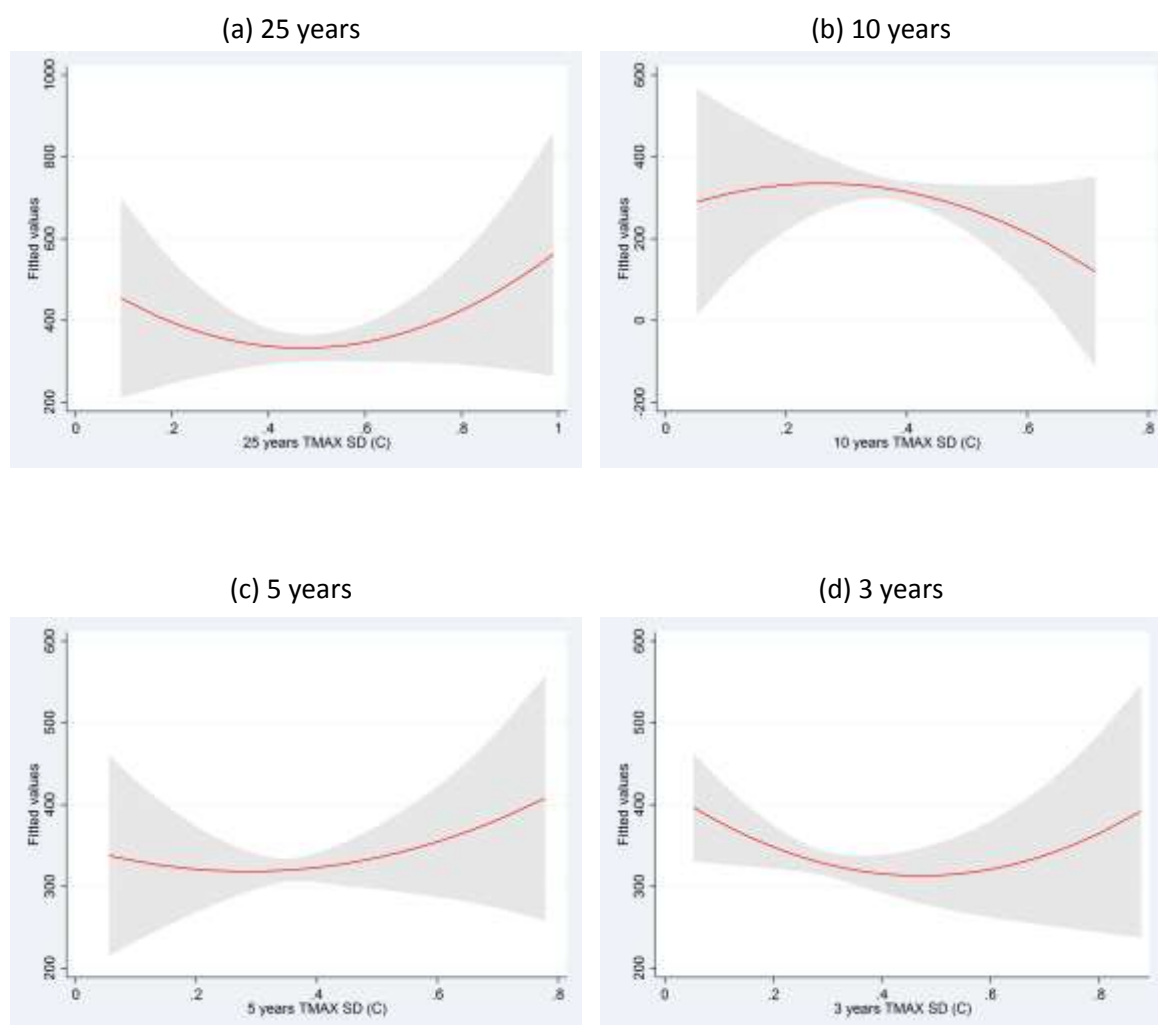 (a) 25 years
Fitted values
200
400
600
800
1000
0 .2 .4 .6 .8 1
25 years TMAX SD (C)
(b) 10 years
Fitted values
-200
0
200
400
600
0 .2 .4 .6 .8
10 years TMAX SD (C)
(c) 5 years
Fitted values
200
300
400
500
600
0 .2 .4 .6 .8
5 years TMAX SD (C)
(d) 3 years
Fitted values
200
300
400
500
600
0 .2 .4 .6 .8
3 years TMAX SD (C)